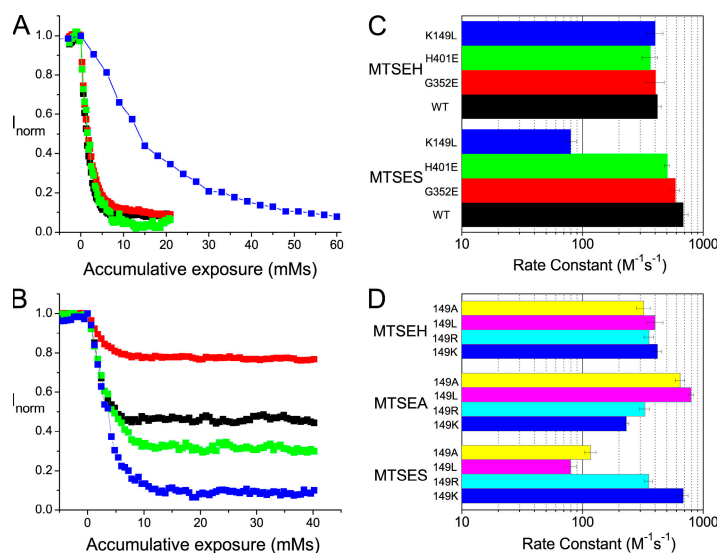 A
1.0
0.8
0.6
0.4
0.2
0.0
Inorm
0 10 20 30 40 50 60
Accumulative exposure (mMs)
B
1.0
0.8
0.6
0.4
0.2
0.0
Inorm
0 10 20 30 40
Accumulative exposure (mMs)
C
MTSEH
K149L
H401E
G352E
WT
MTSES
K149L
H401E
G352E
WT
10 100 1000
Rate Constant (M⁻¹s⁻¹)
D
MTSEH
149A
149L
149R
149K
MTSEA
149A
149L
149R
149K
MTSES
149A
149L
149R
149K
10 100 1000
Rate Constant (M⁻¹s⁻¹)